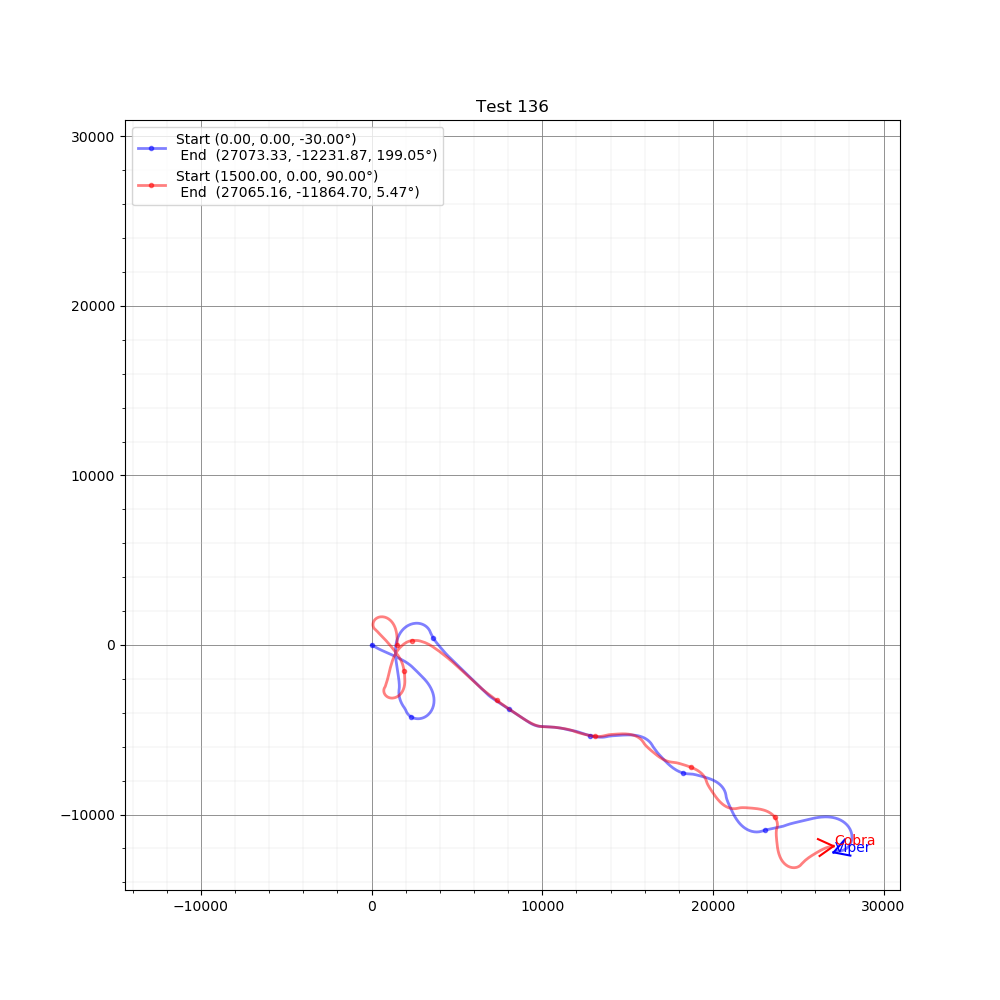 Test 136
Start (0.00, 0.00, -30.00°)
End  (27073.33, -12231.87, 199.05°)
Start (1500.00, 0.00, 90.00°)
End  (27065.16, -11864.70, 5.47°)
30000
20000
10000
0
−10000
Cobra
Viper
−10000
0
10000
20000
30000